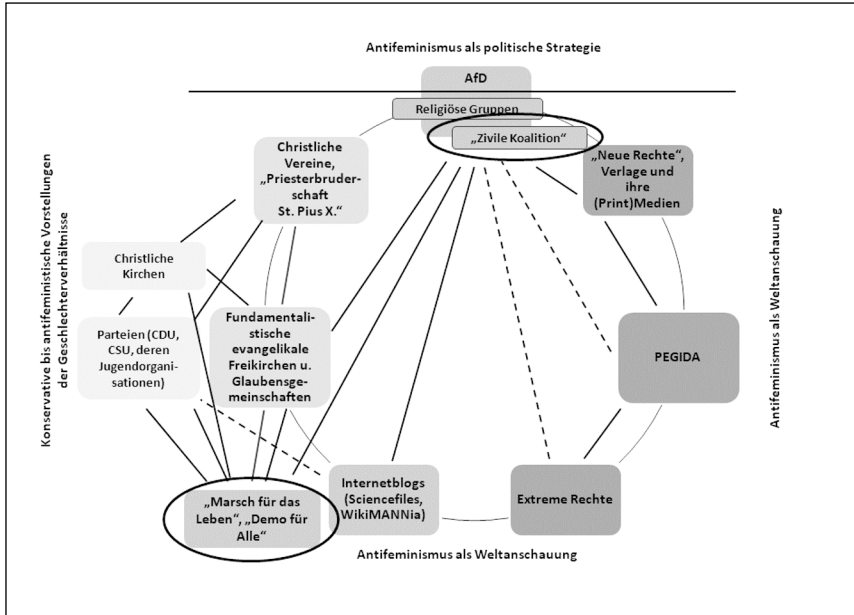 Antifeminismus als politische Strategie
AfD
Religiöse Gruppen
„Zivile Koalition“
Christliche
Vereine,
„Priesterbruder-
schaft
St. Pius X.“
„Neue Rechte“,
Verlage und
ihre
(Print)Medien
Christliche
Kirchen
Parteien (CDU,
CSU, deren
Jugendorgani-
sationen)
Fundamentali-
stische
evangelikale
Freikirchen u.
Glaubensge-
meinschaften
PEGIDA
„Marsch für das
Leben“, „Demo für
Alle“
Internetblogs
(Sciencefiles,
WikiMANNia)
Extreme Rechte
Antifeminismus als Weltanschauung
Konservative bis antifeministische Vorstellungen
der Geschlechterverhältnisse
Antifeminismus als Weltanschauung